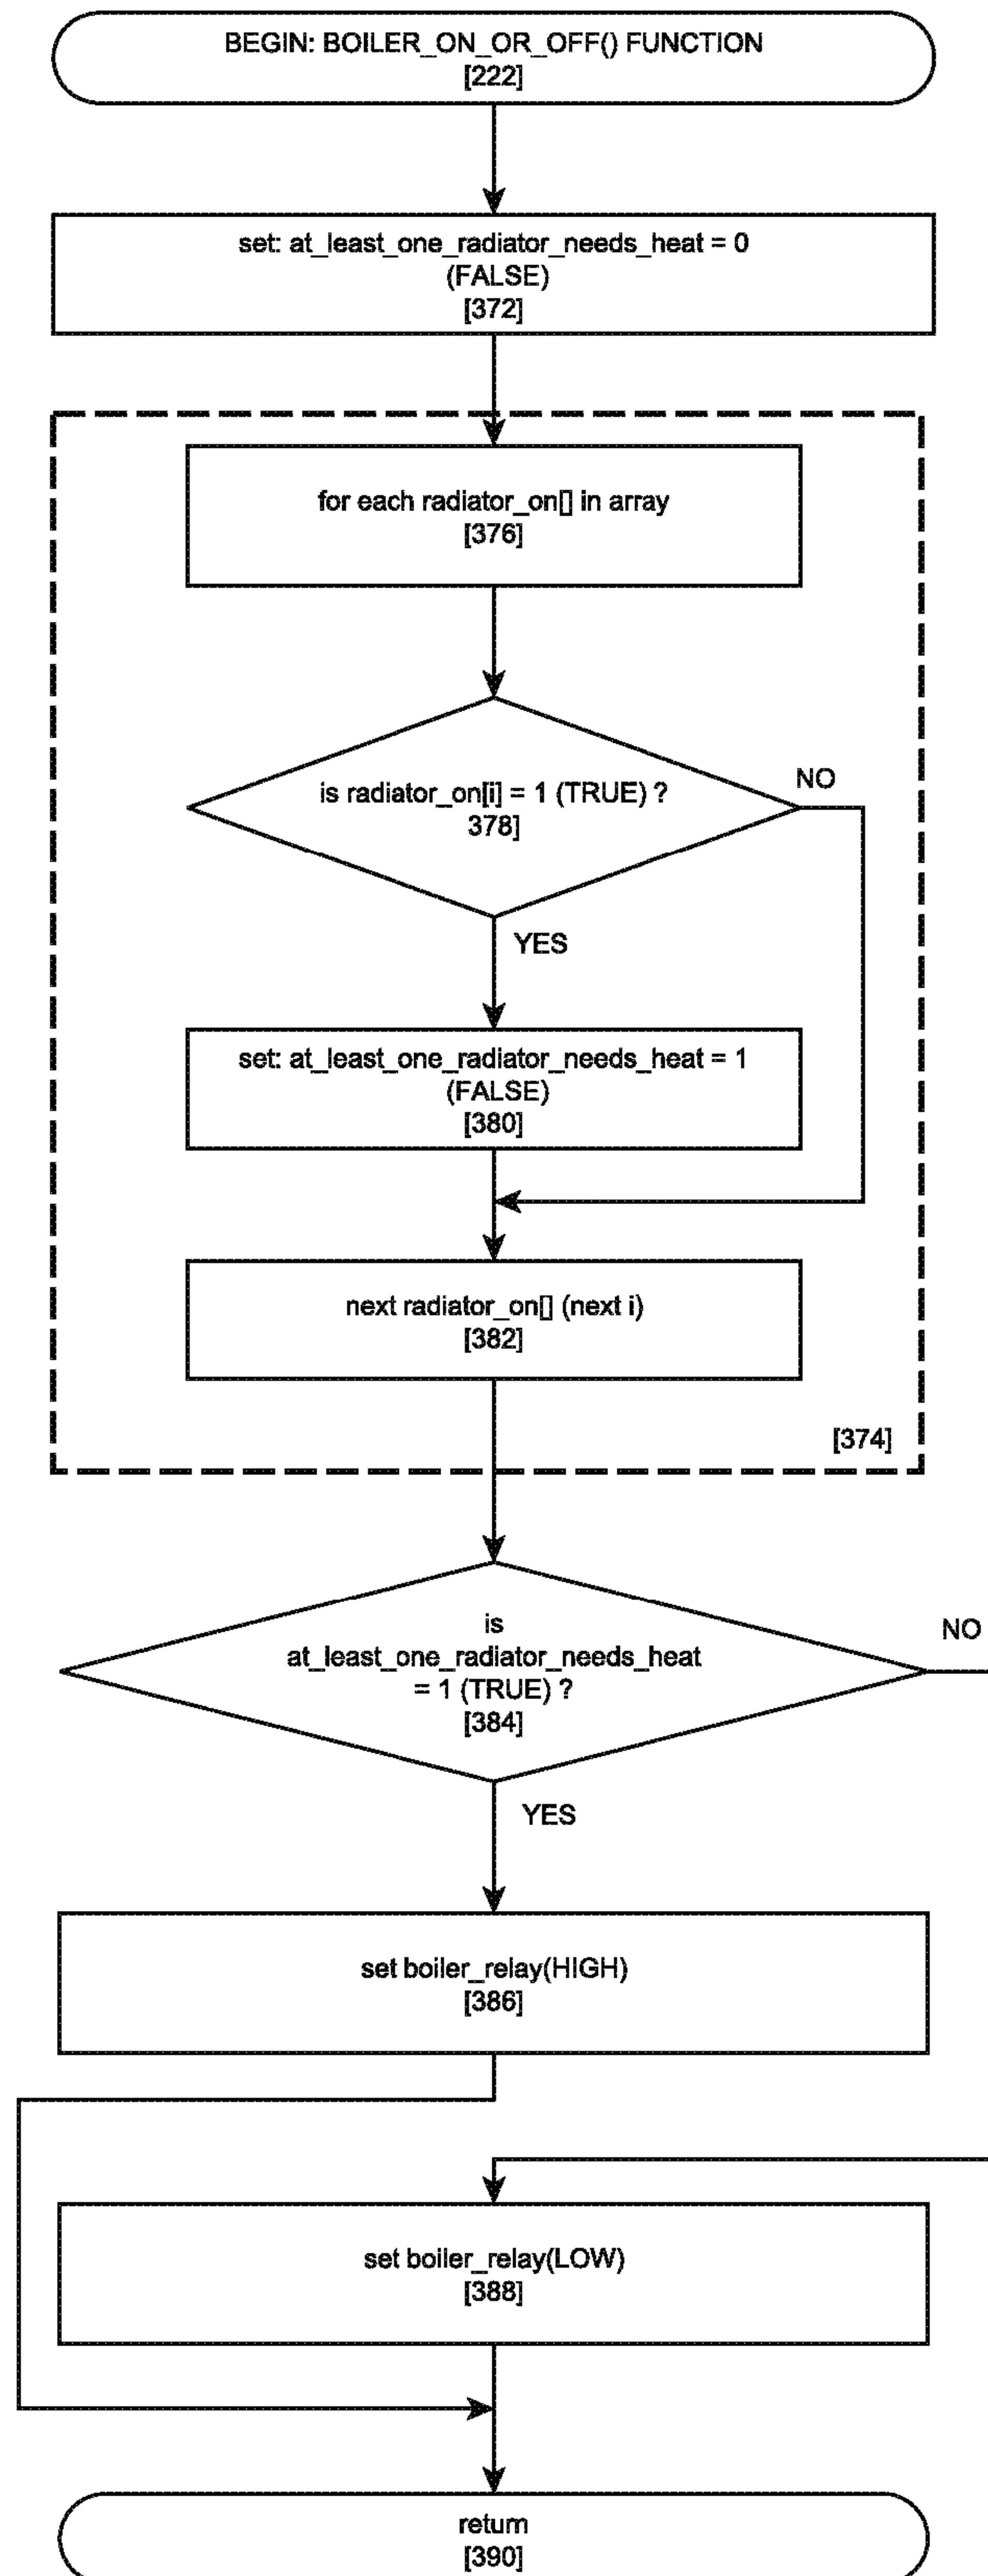 BEGIN: BOILER_ON_OR_OFF() FUNCTION
[222]
set: at_least_one_radiator_needs_heat = 0
(FALSE)
[372]
for each radiator_on[] in array
[376]
is radiator_on[i] = 1 (TRUE) ?
378]
NO
YES
set: at_least_one_radiator_needs_heat = 1
(FALSE)
[380]
next radiator_on[] (next i)
[382]
[374]
is
at_least_one_radiator_needs_heat
= 1 (TRUE) ?
[384]
NO
YES
set boiler_relay(HIGH)
[386]
set boiler_relay(LOW)
[388]
return
[390]